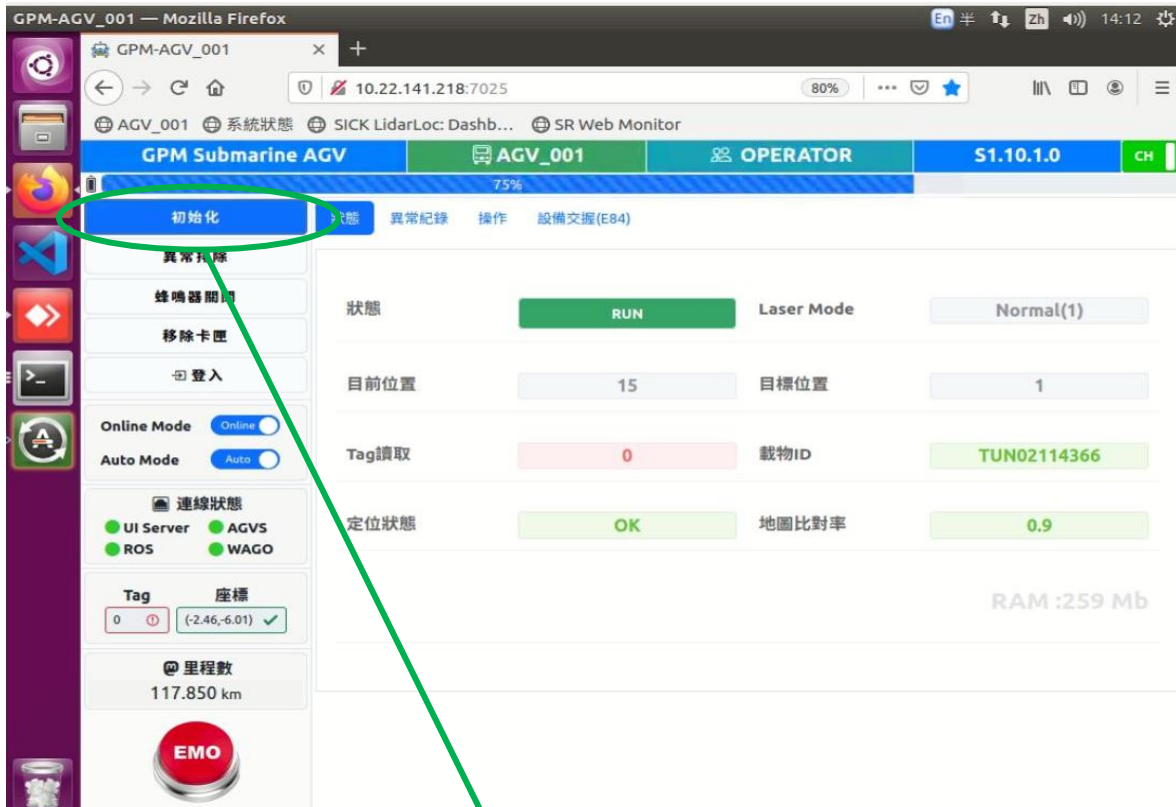 GPM-AGV_001 — Mozilla Firefox En 半 Zh 14:12
GPM-AGV_001
10.22.141.218:7025 80%
AGV_001 系統狀態 SICK LidarLoc: Dashb... SR Web Monitor
GPM Submarine AGV AGV_001 OPERATOR S1.10.1.0 CH
75%
初始化 狀態 異常紀錄 操作 設備交握(E84)
異常排除
蜂鳴器關閉
移除卡匣
登入
狀態 RUN Laser Mode Normal(1)
目前位置 15 目標位置 1
Tag讀取 0 載物ID TUN02114366
定位狀態 OK 地圖比對率 0.9
RAM :259 Mb
Online Mode Online
Auto Mode Auto
連線狀態
UI Server AGVS
ROS WAGO
Tag 座標
0 (-2.46,-6.01)
里程數
117.850 km
EMO